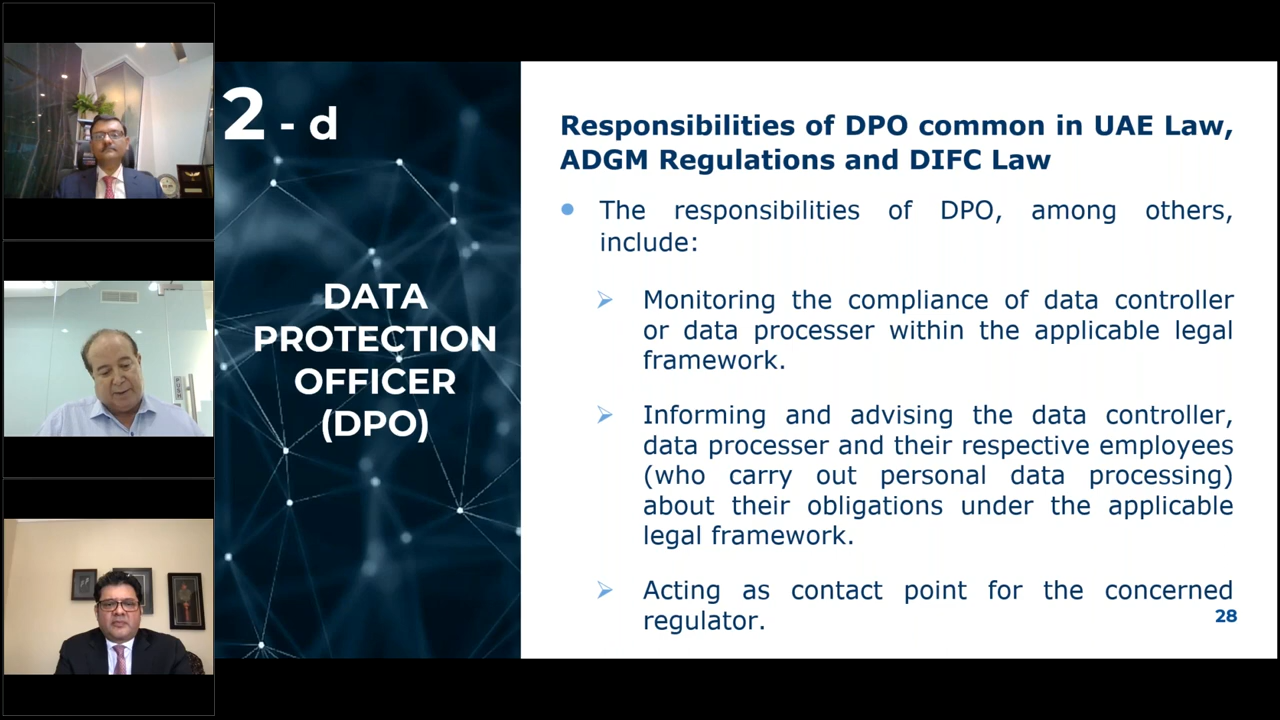 2 - d
DATA
PROTECTION
OFFICER
(DPO)
Responsibilities of DPO common in UAE Law,
ADGM Regulations and DIFC Law
The responsibilities of DPO, among others,
include:
Monitoring the compliance of data controller
or data processer within the applicable legal
framework.
Informing and advising the data controller,
data processer and their respective employees
(who carry out personal data processing)
about their obligations under the applicable
legal framework.
Acting as contact point for the concerned
regulator.
28